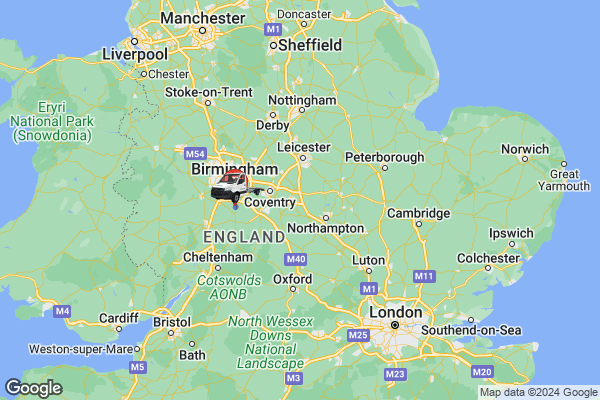 Doncaster
Manchester
M1
Liverpool
Sheffield
Chester
Stoke-on-Trent
Eryri
National Park
(Snowdonia)
Nottingham
Derby
M54
Leicester
Peterborough
Norwich
Birmingham
Great
Yarmouth
Coventry
Cambridge
Northampton
ENGLAND
Ipswich
Cheltenham
M40
Luton
Colchester
M11
Cotswolds
AONB
Oxford
M1
M4
Cardiff
London
Bristol
North Wessex
Downs
National
Landscape
M25
Southend-on-Sea
Weston-super-Mare
Bath
M5
M3
M23
M20
Google
Google
Map data ©2024 Google